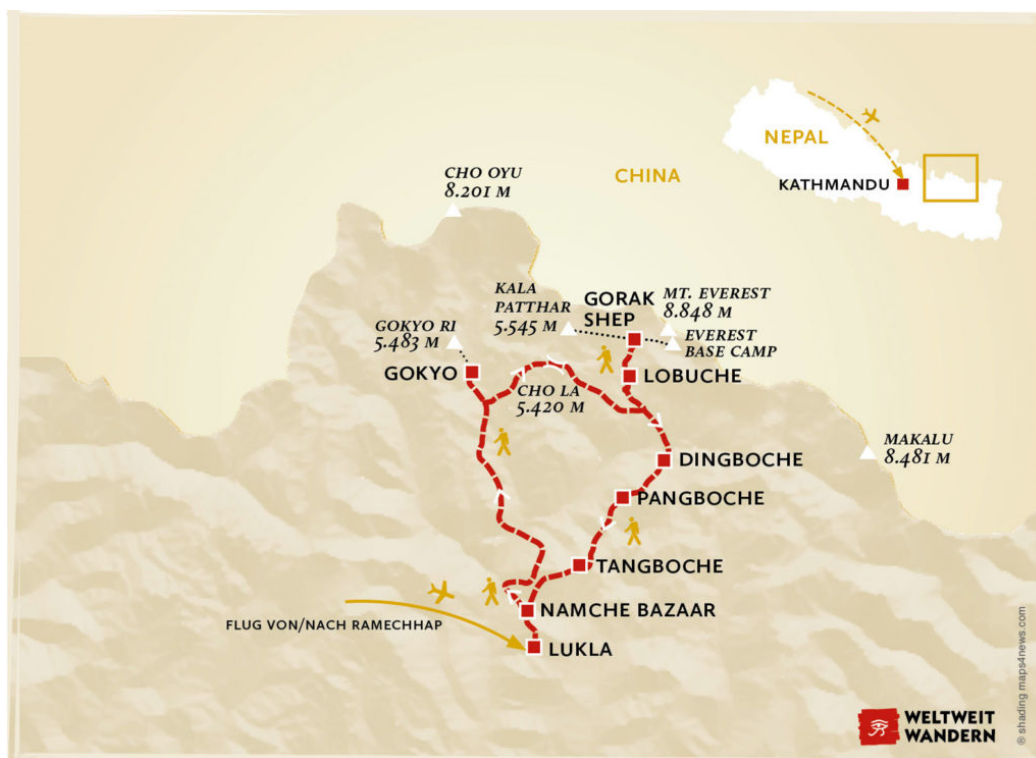 NEPAL
KATHMANDU
CHINA
CHO OYU
8.201 M
KALA
PATTHAR
5.545 M
GORAK
SHEP
MT. EVEREST
8.848 M
EVEREST
BASE CAMP
GOKYO RI
5.483 M
GOKYO
CHO LA
5.420 M
LOBUCHE
MAKALU
8.481 M
DINGBOCHE
PANGBOCHE
TANGBOCHE
NAMCHE BAZAAR
FLUG VON/NACH RAMECHHAP
LUKLA
WELTWEIT
WANDERN
© shading maps4news.com